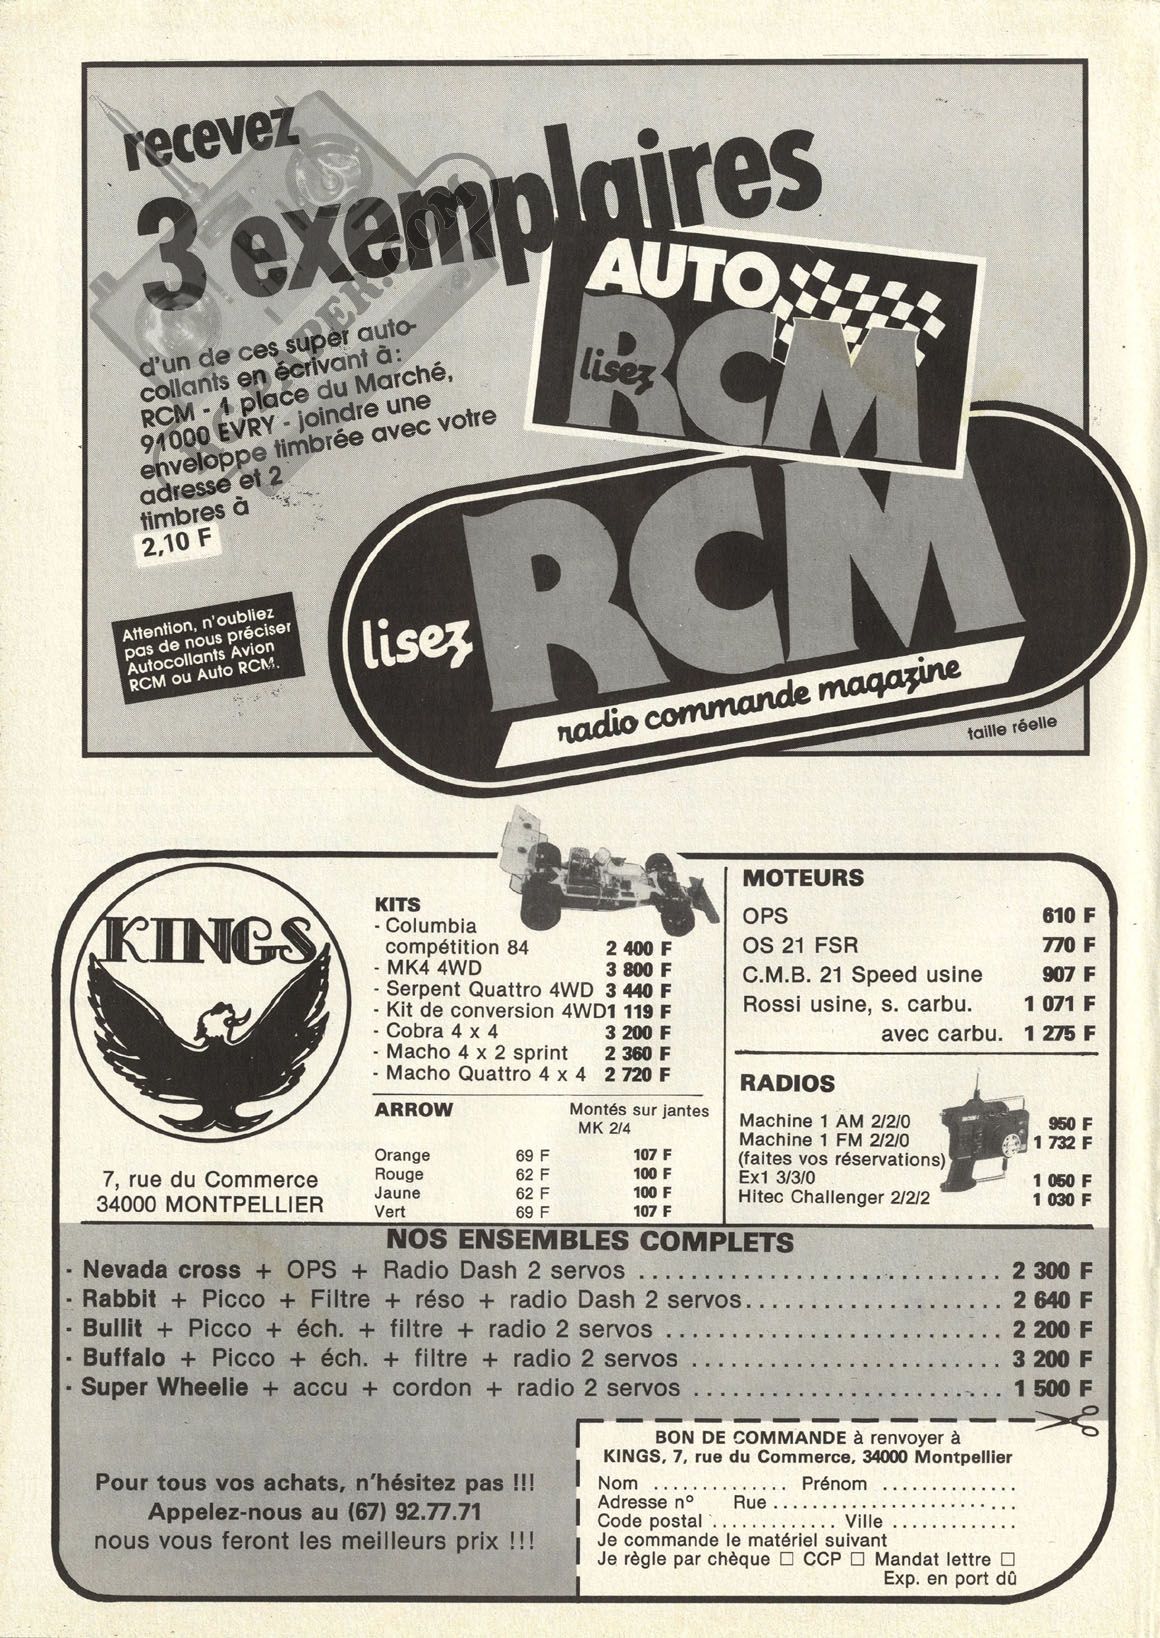 recevez
3 exemplaires
d'un de ces super auto-
collants en écrivant à:
RCM - 1 place du Marché,
91000 EVRY - joindre une
enveloppe timbrée avec votre
adresse et 2
timbres à
2,10 F
Attention, n'oubliez
pas de nous préciser
Autocollants Avion
RCM ou Auto RCM.
AUTO
lisez
RCM
lisez
RCM
radio commande magazine
taille réelle
KINGS
7, rue du Commerce
34000 MONTPELLIER
KITS
- Columbia
compétition 84 2 400 F
- MK4 4WD 3 800 F
- Serpent Quattro 4WD 3 440 F
- Kit de conversion 4WD 1 119 F
- Cobra 4 x 4 3 200 F
- Macho 4 x 2 sprint 2 360 F
- Macho Quattro 4 x 4 2 720 F
ARROW Montés sur jantes
MK 2/4
Orange 69 F 107 F
Rouge 62 F 100 F
Jaune 62 F 100 F
Vert 69 F 107 F
MOTEURS
OPS 610 F
OS 21 FSR 770 F
C.M.B. 21 Speed usine 907 F
Rossi usine, s. carbu. 1 071 F
avec carbu. 1 275 F
RADIOS
Machine 1 AM 2/2/0 950 F
Machine 1 FM 2/2/0 1 732 F
(faites vos réservations)
Ex1 3/3/0 1 050 F
Hitec Challenger 2/2/2 1 030 F
NOS ENSEMBLES COMPLETS
- Nevada cross + OPS + Radio Dash 2 servos .......................... 2 300 F
- Rabbit + Picco + Filtre + réso + radio Dash 2 servos .................. 2 640 F
- Bullit + Picco + éch. + filtre + radio 2 servos ........................ 2 200 F
- Buffalo + Picco + éch. + filtre + radio 2 servos ...................... 3 200 F
- Super Wheelie + accu + cordon + radio 2 servos ...................... 1 500 F
Pour tous vos achats, n'hésitez pas !!!
Appelez-nous au (67) 92.77.71
nous vous feront les meilleurs prix !!!
BON DE COMMANDE à renvoyer à
KINGS, 7, rue du Commerce, 34000 Montpellier
Nom .............. Prénom ..............
Adresse n° Rue ........................
Code postal ............. Ville .............
Je commande le matériel suivant
Je règle par chèque □ CCP □ Mandat lettre □
Exp. en port dû